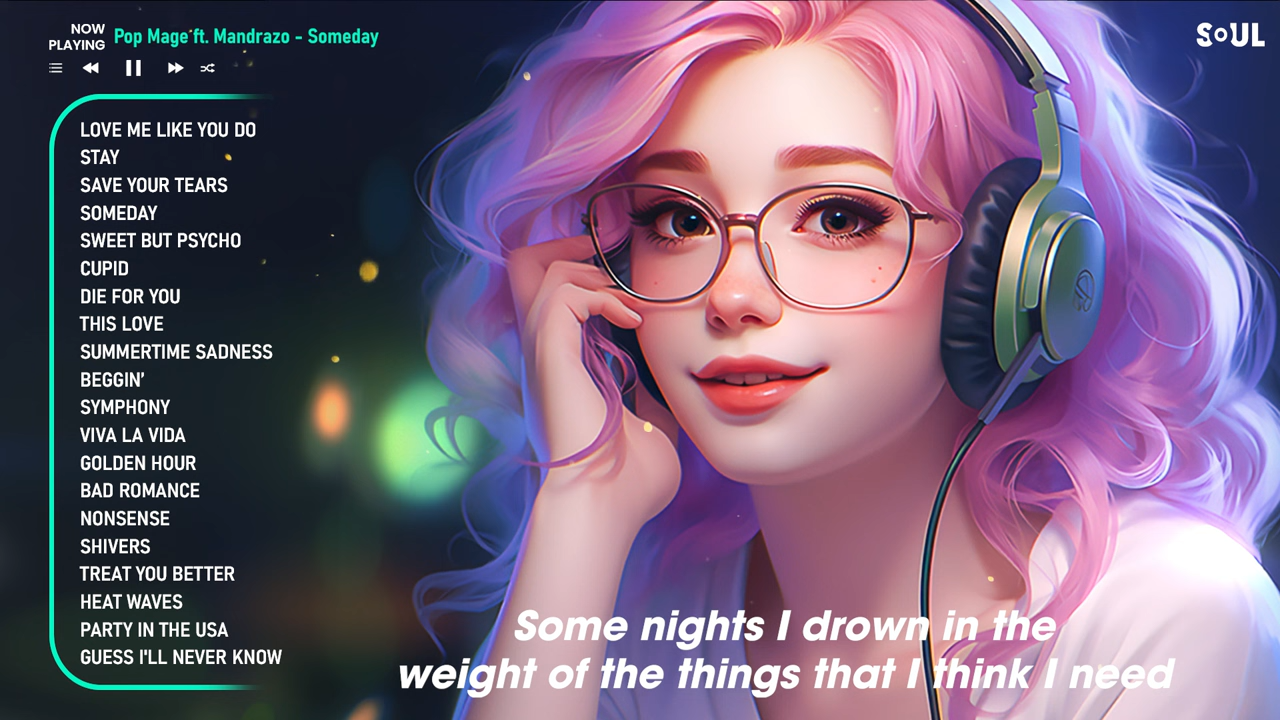 NOW
PLAYING
Pop Mage ft. Mandrazo - Someday
SOUL
LOVE ME LIKE YOU DO
STAY
SAVE YOUR TEARS
SOMEDAY
SWEET BUT PSYCHO
CUPID
DIE FOR YOU
THIS LOVE
SUMMERTIME SADNESS
BEGGIN'
SYMPHONY
VIVA LA VIDA
GOLDEN HOUR
BAD ROMANCE
NONSENSE
SHIVERS
TREAT YOU BETTER
HEAT WAVES
PARTY IN THE USA
GUESS I'LL NEVER KNOW
Some nights I drown in the
weight of the things that I think I need